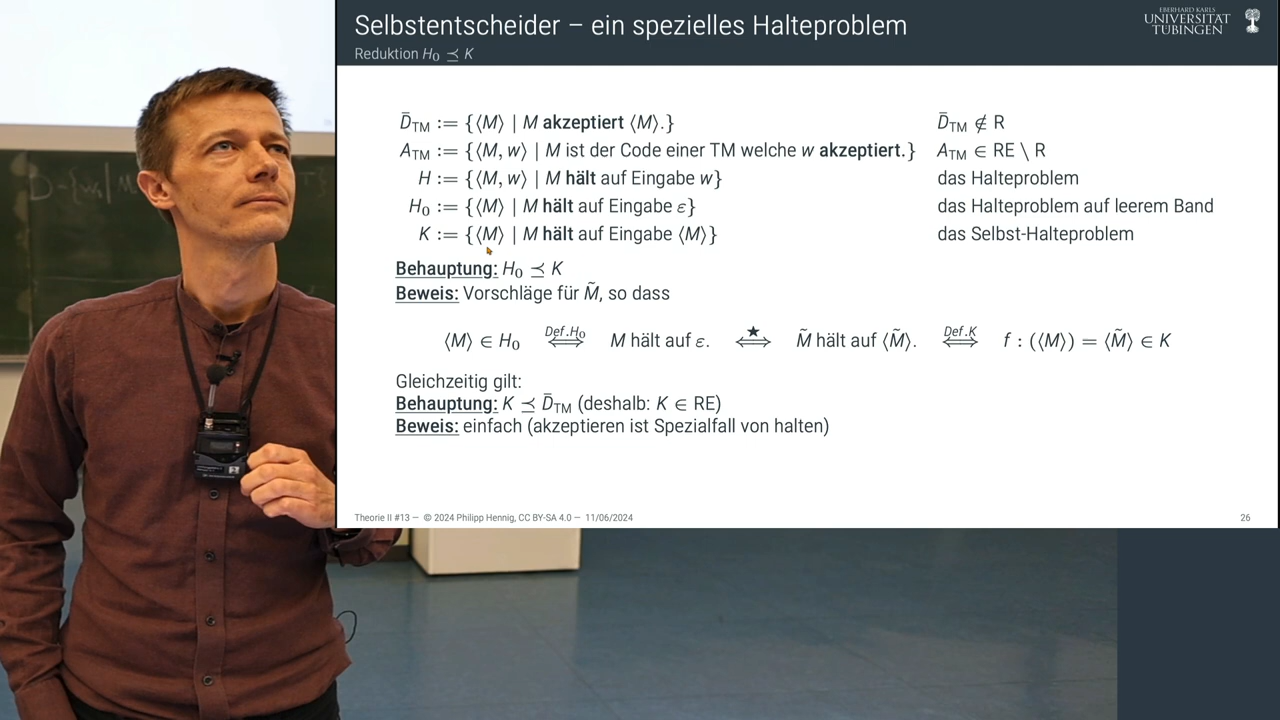 Selbstentscheider – ein spezielles Halteproblem
Reduktion H₀ ⪯ K
EBERHARD KARLS
UNIVERSITÄT
TÜBINGEN
D̄_TM := {⟨M⟩ | M akzeptiert ⟨M⟩.} D̄_TM ∉ R
A_TM := {⟨M, w⟩ | M ist der Code einer TM welche w akzeptiert.} A_TM ∈ RE \ R
H := {⟨M, w⟩ | M hält auf Eingabe w} das Halteproblem
H₀ := {⟨M⟩ | M hält auf Eingabe ε} das Halteproblem auf leerem Band
K := {⟨M⟩ | M hält auf Eingabe ⟨M⟩} das Selbst-Halteproblem
Behauptung: H₀ ⪯ K
Beweis: Vorschläge für M̃, so dass
⟨M⟩ ∈ H₀ ⟺^{Def.H₀} M hält auf ε. ⟺^{★} M̃ hält auf ⟨M̃⟩. ⟺^{Def.K} f : (⟨M⟩) = ⟨M̃⟩ ∈ K
Gleichzeitig gilt:
Behauptung: K ⪯ D̄_TM (deshalb: K ∈ RE)
Beweis: einfach (akzeptieren ist Spezialfall von halten)
Theorie II #13 — © 2024 Philipp Hennig, CC BY-SA 4.0 — 11/06/2024 26